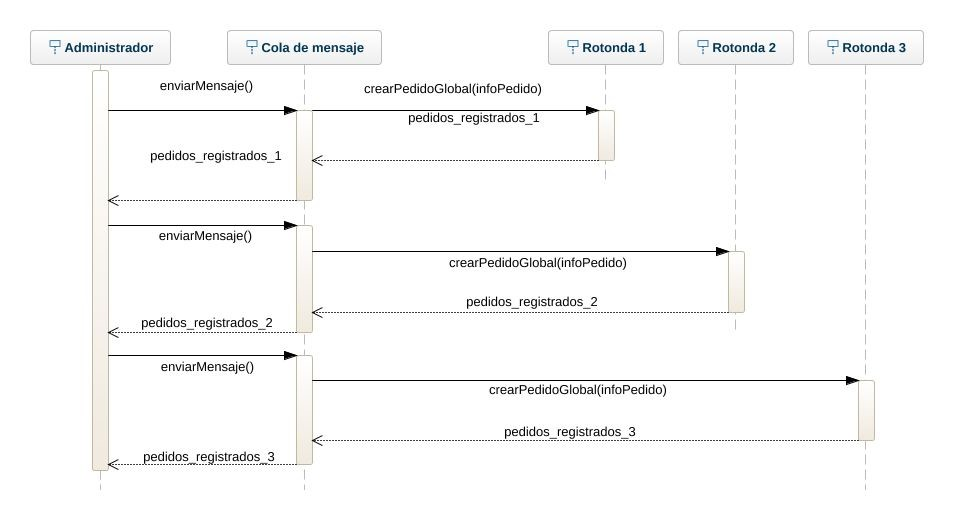 Administrador
Cola de mensaje
Rotonda 1
Rotonda 2
Rotonda 3
enviarMensaje()
crearPedidoGlobal(infoPedido)
pedidos_registrados_1
pedidos_registrados_1
enviarMensaje()
crearPedidoGlobal(infoPedido)
pedidos_registrados_2
pedidos_registrados_2
enviarMensaje()
crearPedidoGlobal(infoPedido)
pedidos_registrados_3
pedidos_registrados_3